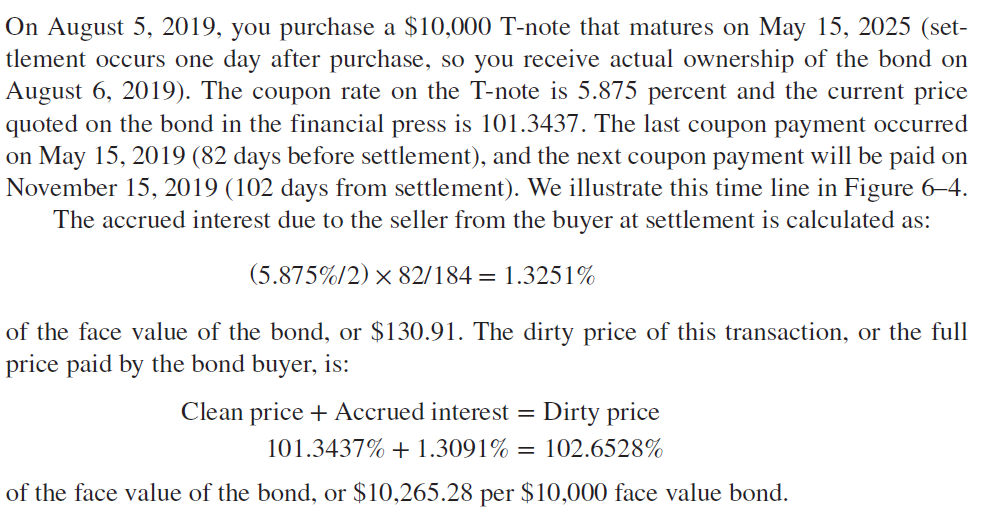 On August 5, 2019, you purchase a $10,000 T-note that matures on May 15, 2025 (set-
tlement occurs one day after purchase, so you receive actual ownership of the bond on
August 6, 2019). The coupon rate on the T-note is 5.875 percent and the current price
quoted on the bond in the financial press is 101.3437. The last coupon payment occurred
on May 15, 2019 (82 days before settlement), and the next coupon payment will be paid on
November 15, 2019 (102 days from settlement). We illustrate this time line in Figure 6–4.
The accrued interest due to the seller from the buyer at settlement is calculated as:
(5.875%/2) × 82/184 = 1.3251%
of the face value of the bond, or $130.91. The dirty price of this transaction, or the full
price paid by the bond buyer, is:
Clean price + Accrued interest = Dirty price
101.3437% + 1.3091% = 102.6528%
of the face value of the bond, or $10,265.28 per $10,000 face value bond.